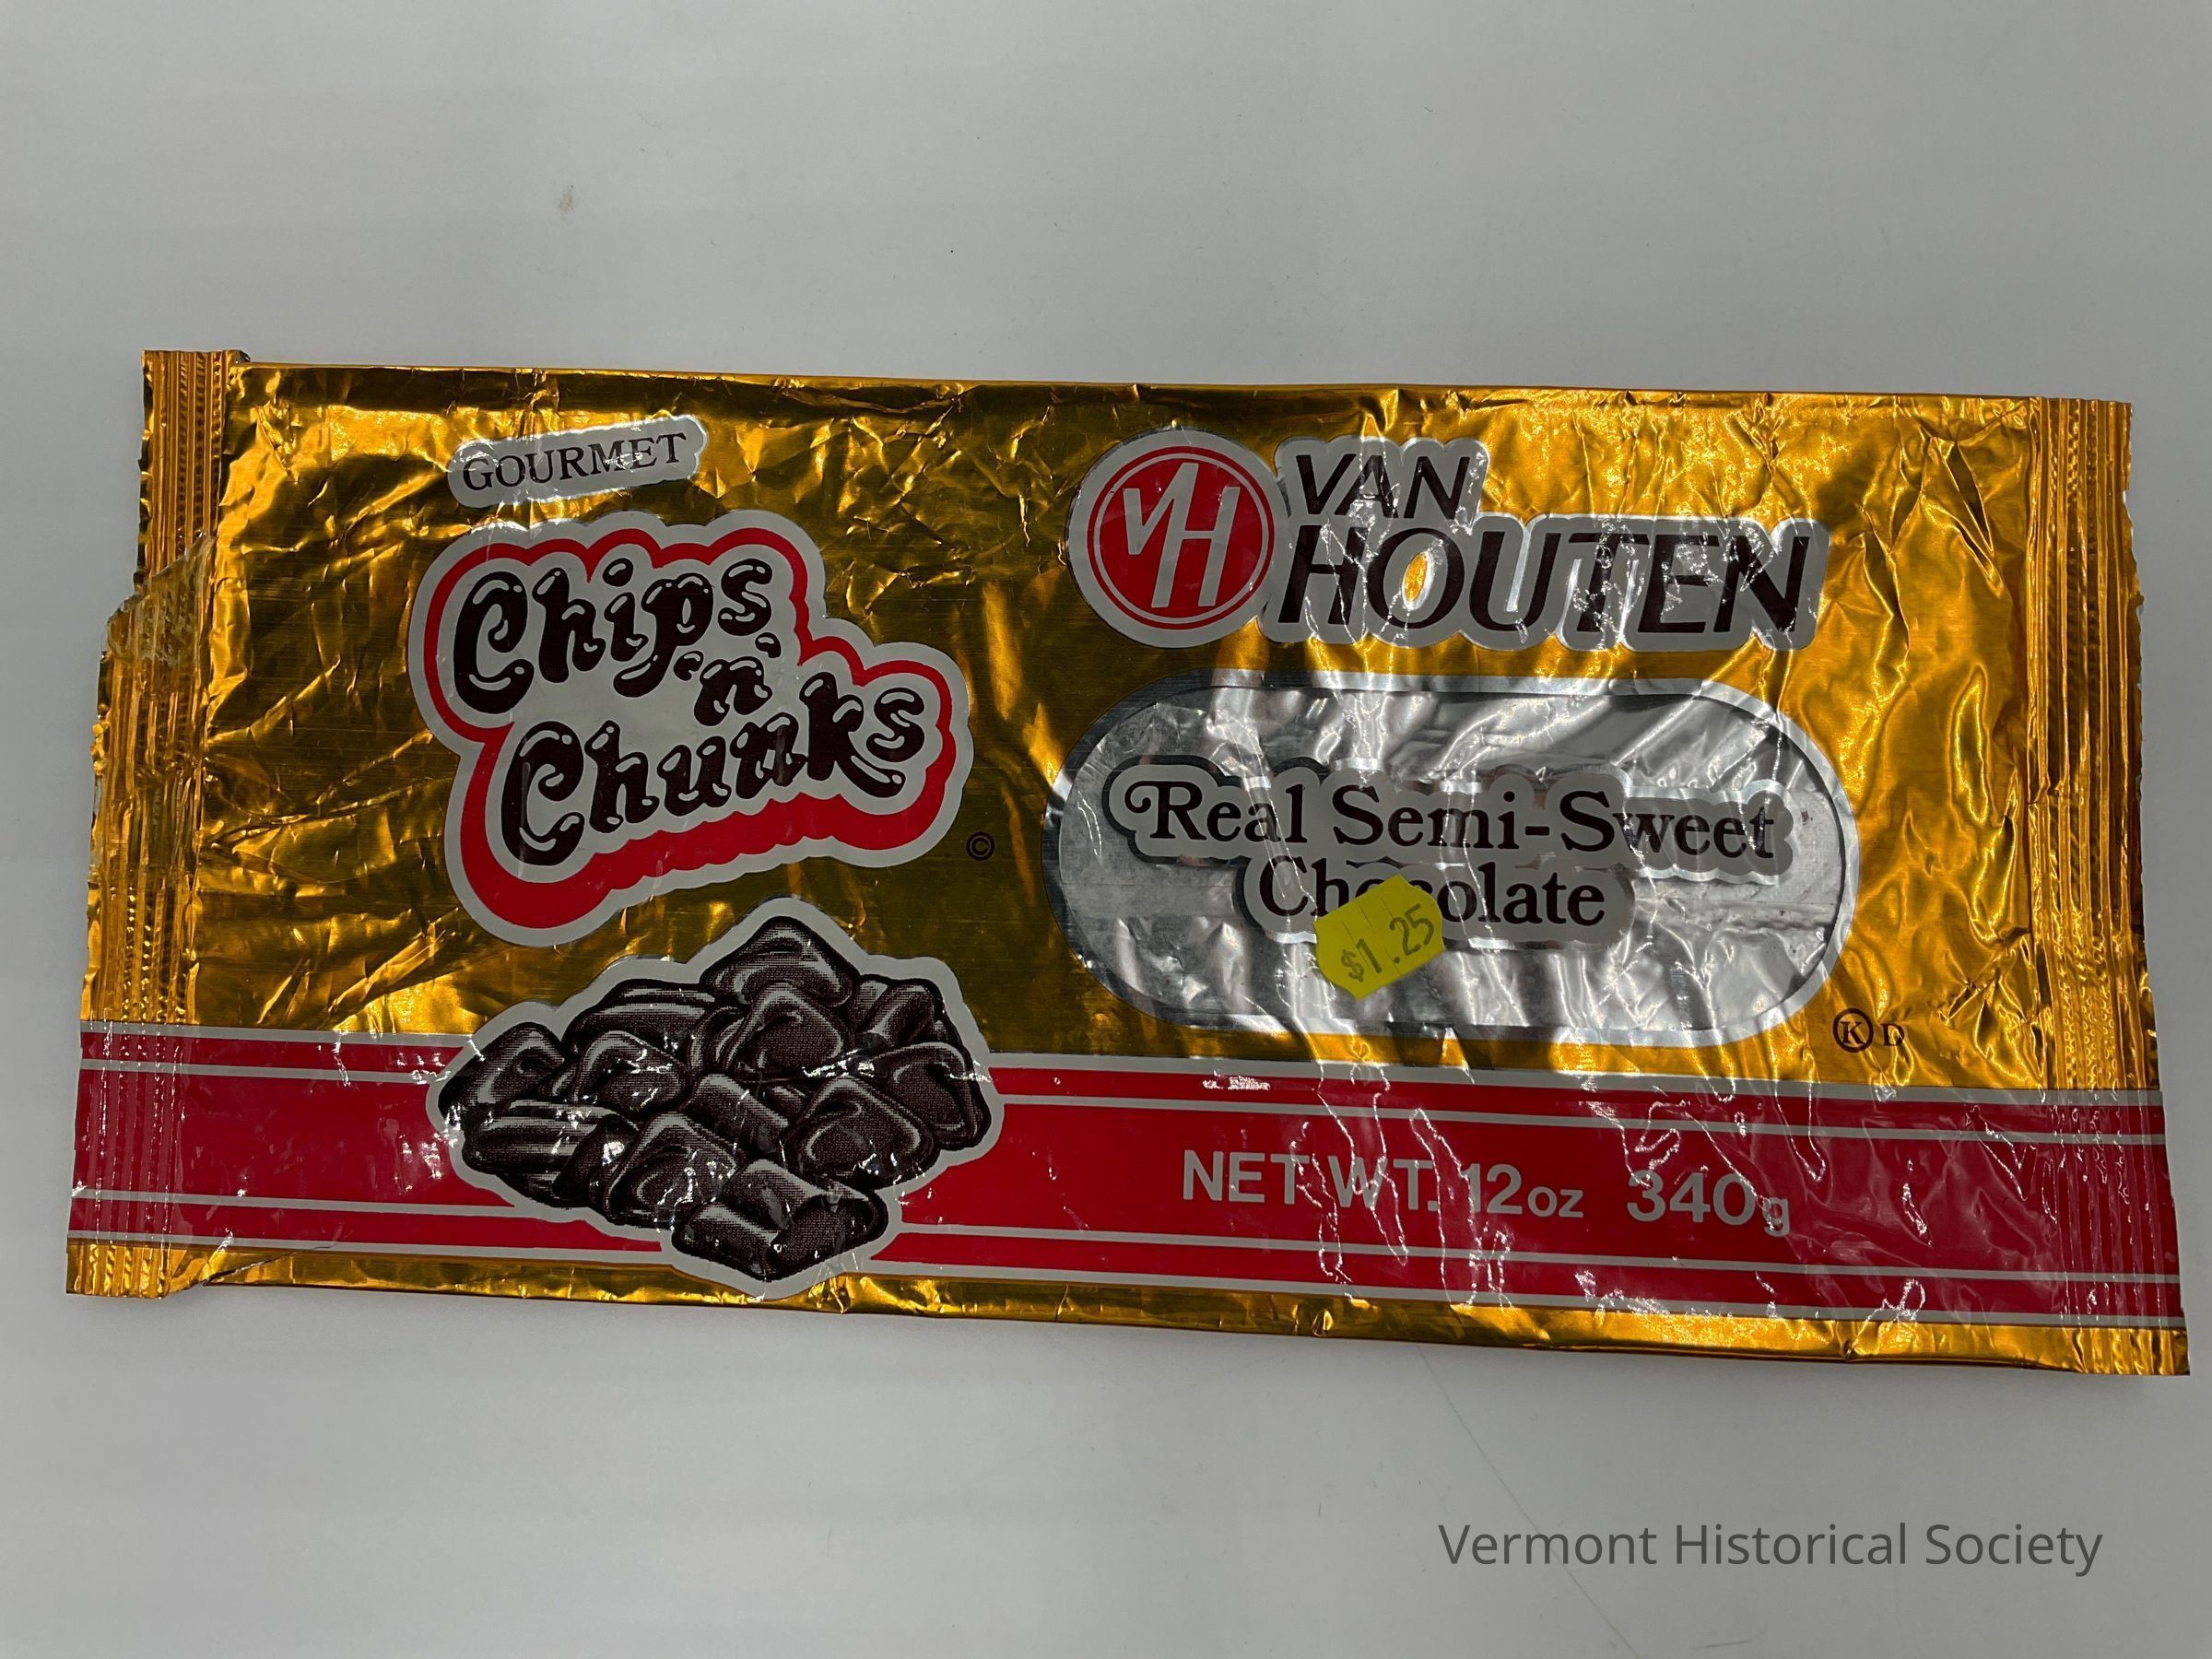 GOURMET
Chips
'n'
Chunks
©
VH
VAN
HOUTEN
Real Semi-Sweet
Chocolate
$1.25
K D
NET WT. 12oz 340g
Vermont Historical Society